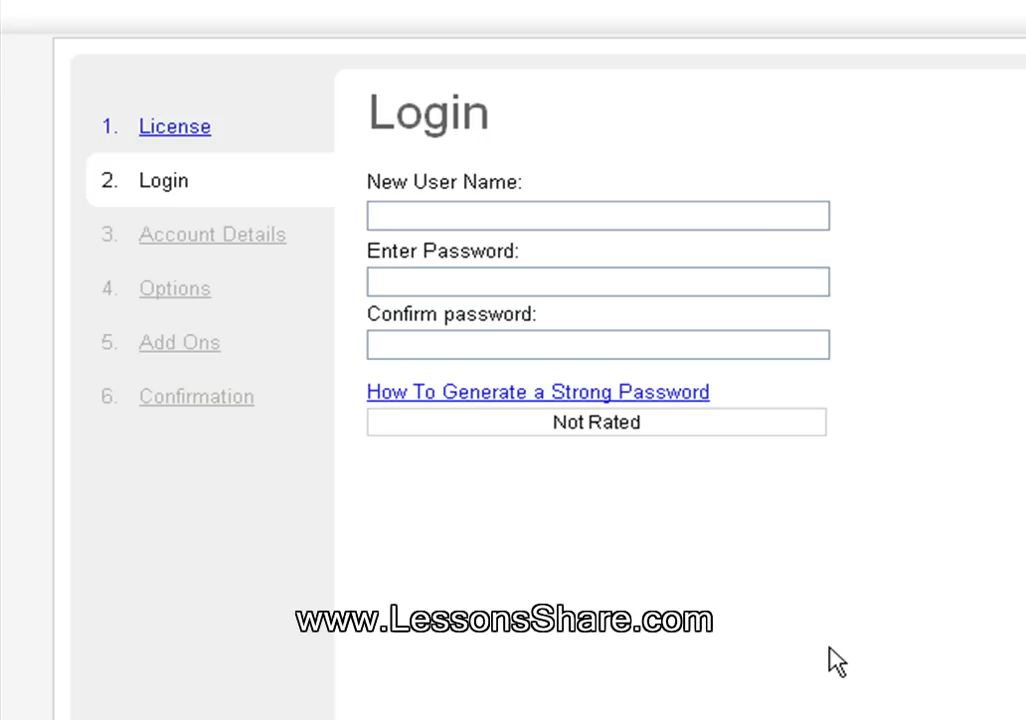 Login
1. License
2. Login
3. Account Details
4. Options
5. Add Ons
6. Confirmation
New User Name:
Enter Password:
Confirm password:
How To Generate a Strong Password
Not Rated
www.LessonsShare.com